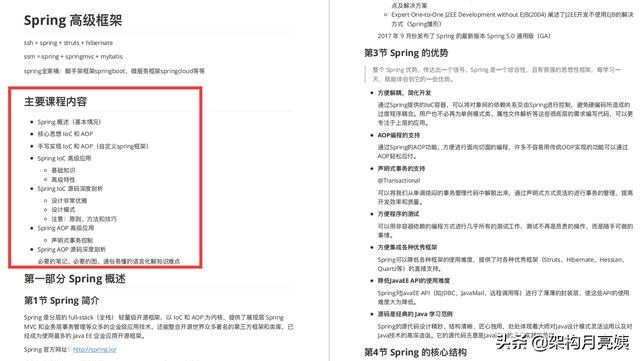 Spring 高级框架
ssh = spring + struts + hibernate
ssm = spring + springmvc + mybatis
spring全家桶：脚手架框架springboot、微服务框架springcloud等等
主要课程内容
Spring 概述（基本情况）
核心思想 IoC 和 AOP
手写实现 IoC 和 AOP（自定义spring框架）
Spring IoC 高级应用
基础知识
高级特性
Spring IoC 源码深度剖析
设计非常优雅
设计模式
注意：原则、方法和技巧
Spring AOP 高级应用
声明式事务控制
Spring AOP 源码深度剖析
必要的笔记、必要的图、通俗易懂的语言化解知识难点
第一部分 Spring 概述
第1节 Spring 简介
Spring 是分层的 full-stack（全栈） 轻量级开源框架，以 IoC 和 AOP 为内核，提供了展现层 Spring
MVC 和业务层事务管理等众多的企业级应用技术，还能整合开源世界众多著名的第三方框架和类库，已
经成为使用最多的 Java EE 企业应用开源框架。
Spring 官方网址：http://spring.io/
点及解决方案
Expert One-to-One J2EE Development without EJB(2004) 阐述了J2EE开发不使用EJB的解决
方式（Spring雏形）
2017 年 9 月份发布了 Spring 的最新版本 Spring 5.0 通用版（GA）
第3节 Spring 的优势
整个 Spring 优势，传达出一个信号，Spring 是一个综合性，且有很强的思想性框架，每学习一
天，就能体会到它的一些优势。
方便解耦，简化开发
通过Spring提供的IoC容器，可以将对象间的依赖关系交由Spring进行控制，避免硬编码所造成的
过度程序耦合。用户也不必再为单例模式类、属性文件解析等这些很底层的需求编写代码，可以更
专注于上层的应用。
AOP编程的支持
通过Spring的AOP功能，方便进行面向切面的编程，许多不容易用传统OOP实现的功能可以通过
AOP轻松应付。
声明式事务的支持
@Transactional
可以将我们从单调烦闷的事务管理代码中解脱出来，通过声明式方式灵活的进行事务的管理，提高
开发效率和质量。
方便程序的测试
可以用非容器依赖的编程方式进行几乎所有的测试工作，测试不再是昂贵的操作，而是随手可做的
事情。
方便集成各种优秀框架
Spring可以降低各种框架的使用难度，提供了对各种优秀框架（Struts、Hibernate、Hessian、
Quartz等）的直接支持。
降低JavaEE API的使用难度
Spring对JavaEE API（如JDBC、JavaMail、远程调用等）进行了薄薄的封装层，使这些API的使用
难度大为降低。
源码是经典的 Java 学习范例
Spring的源代码设计精妙、结构清晰、匠心独用，处处体现着大师对Java设计模式灵活运用以及对
Java技术的高深造诣。它的源代码无意是Java
第4节 Spring 的核心结构
头条 @架构月亮姨